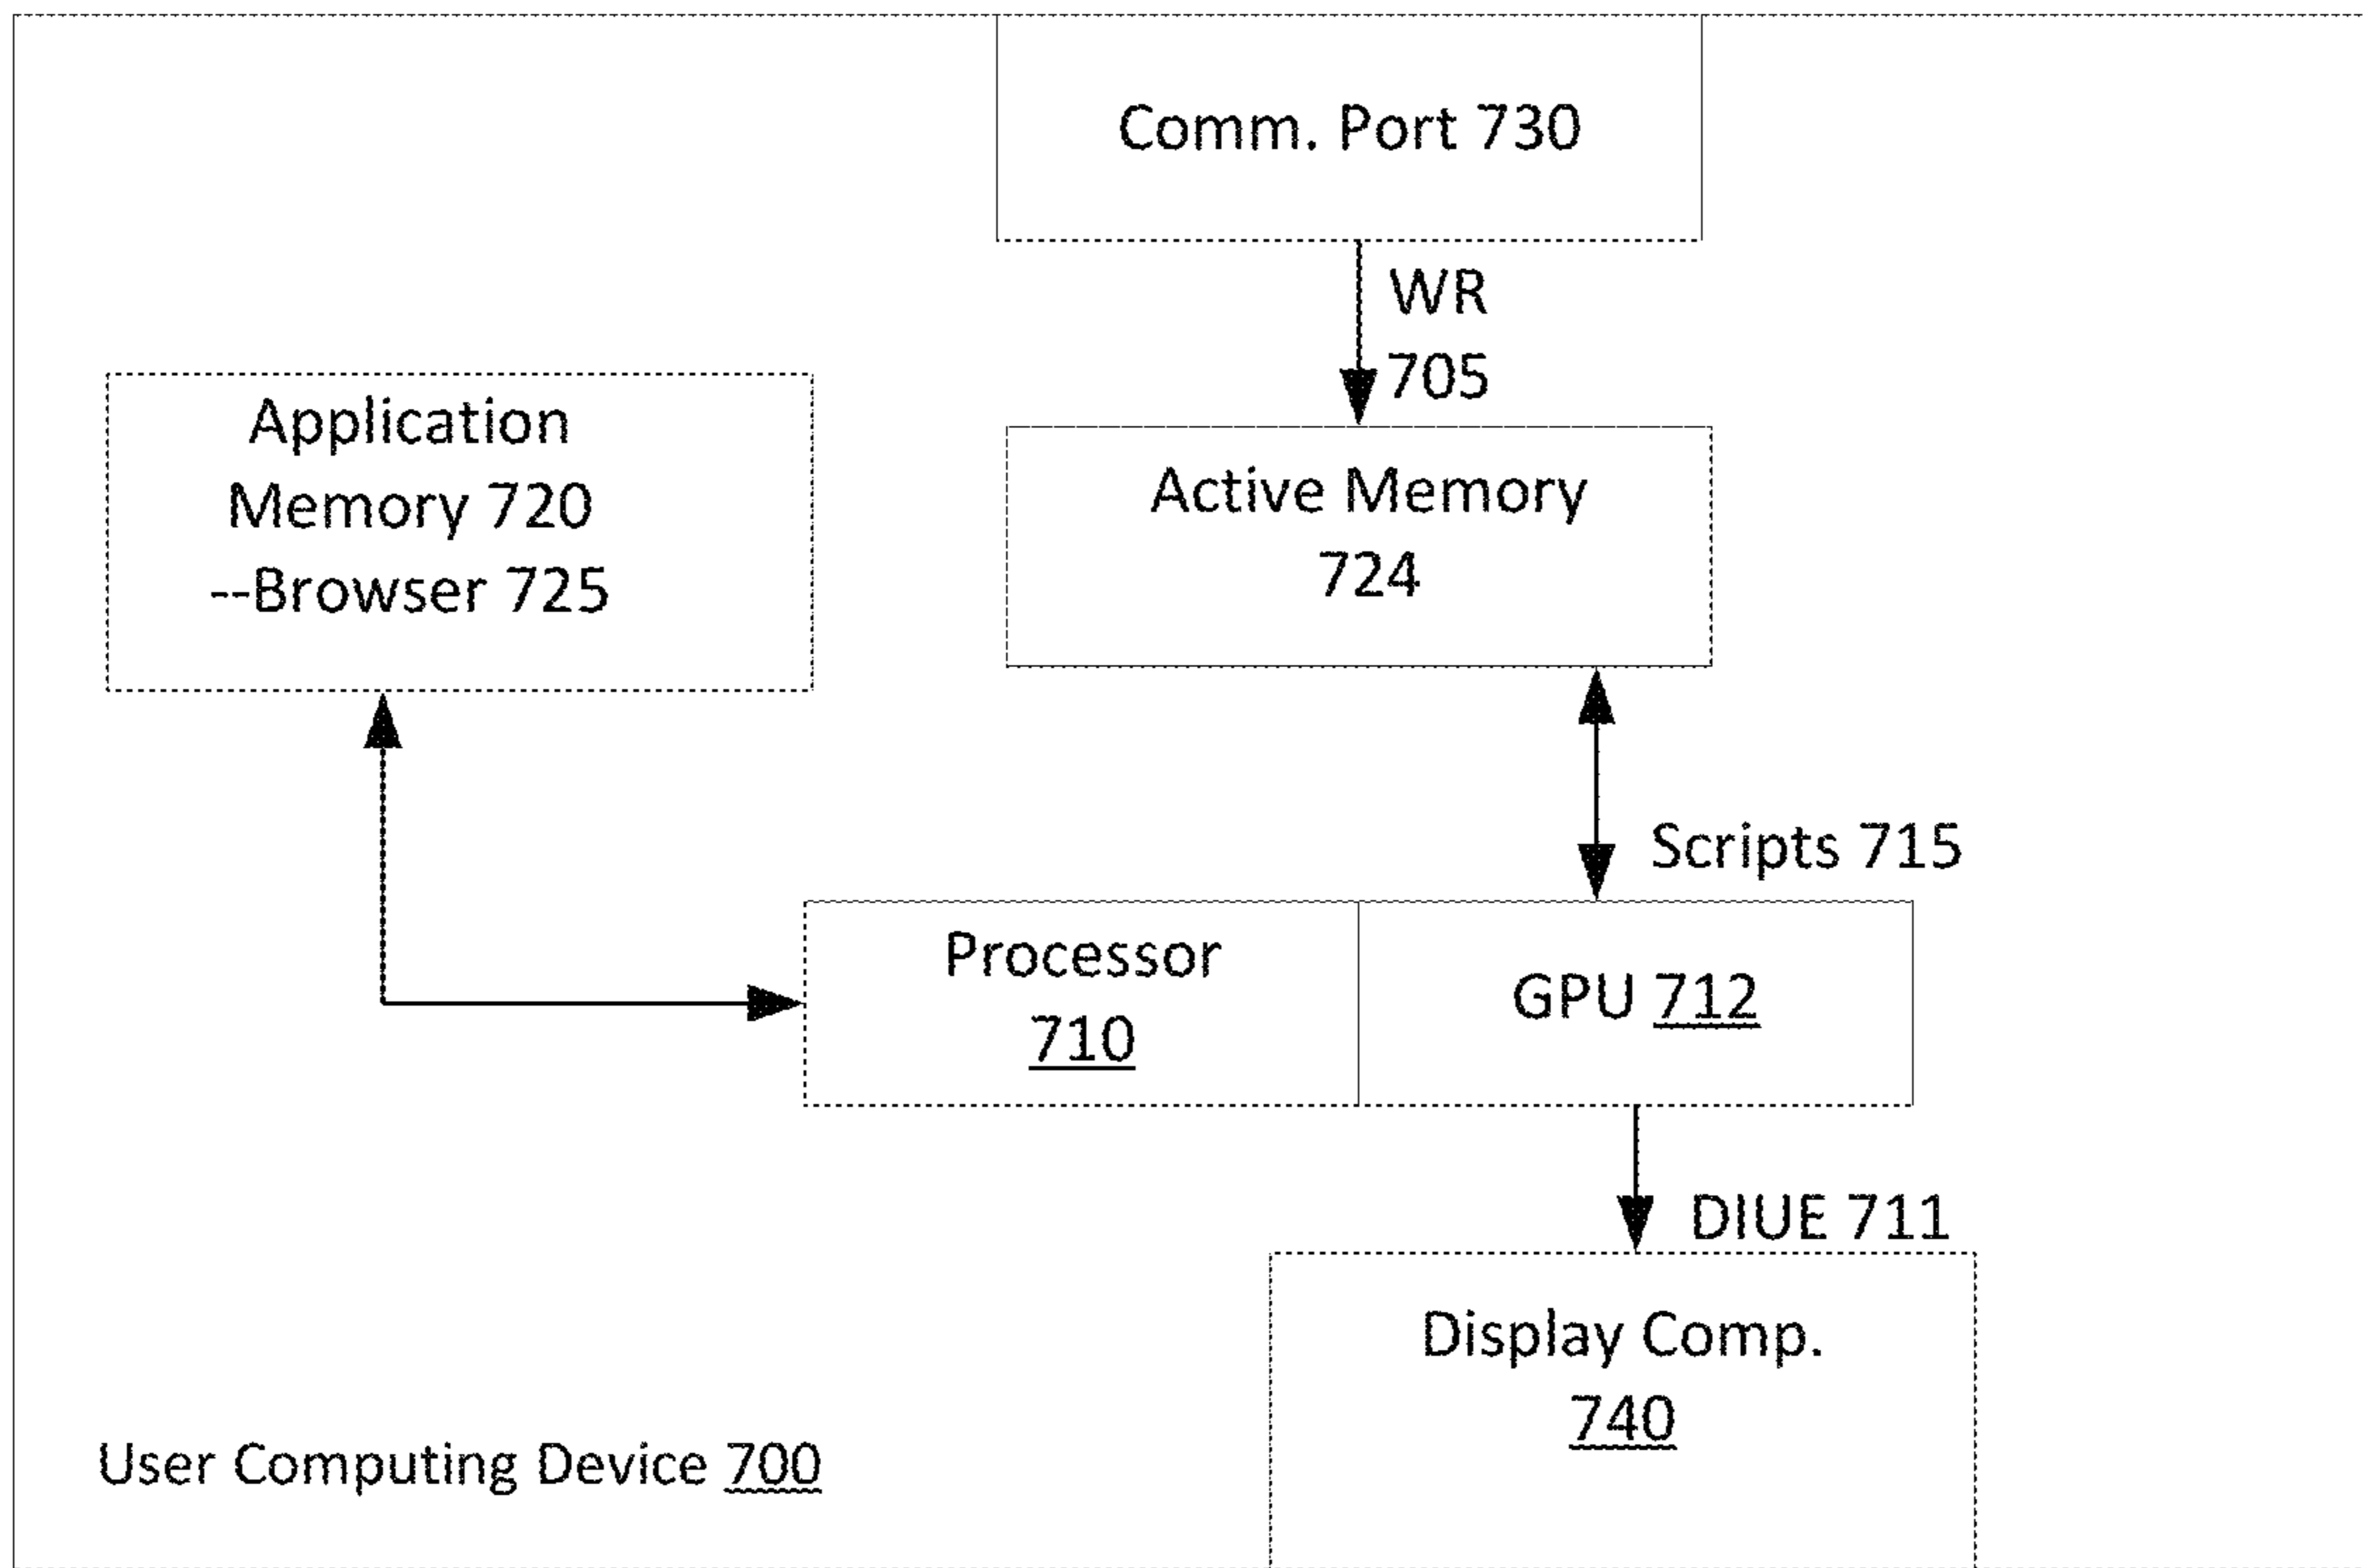 Comm. Port 730
WR
705
Application
Memory 720
--Browser 725
Active Memory
724
Scripts 715
Processor
710
GPU 712
DIUE 711
Display Comp.
740
User Computing Device 700